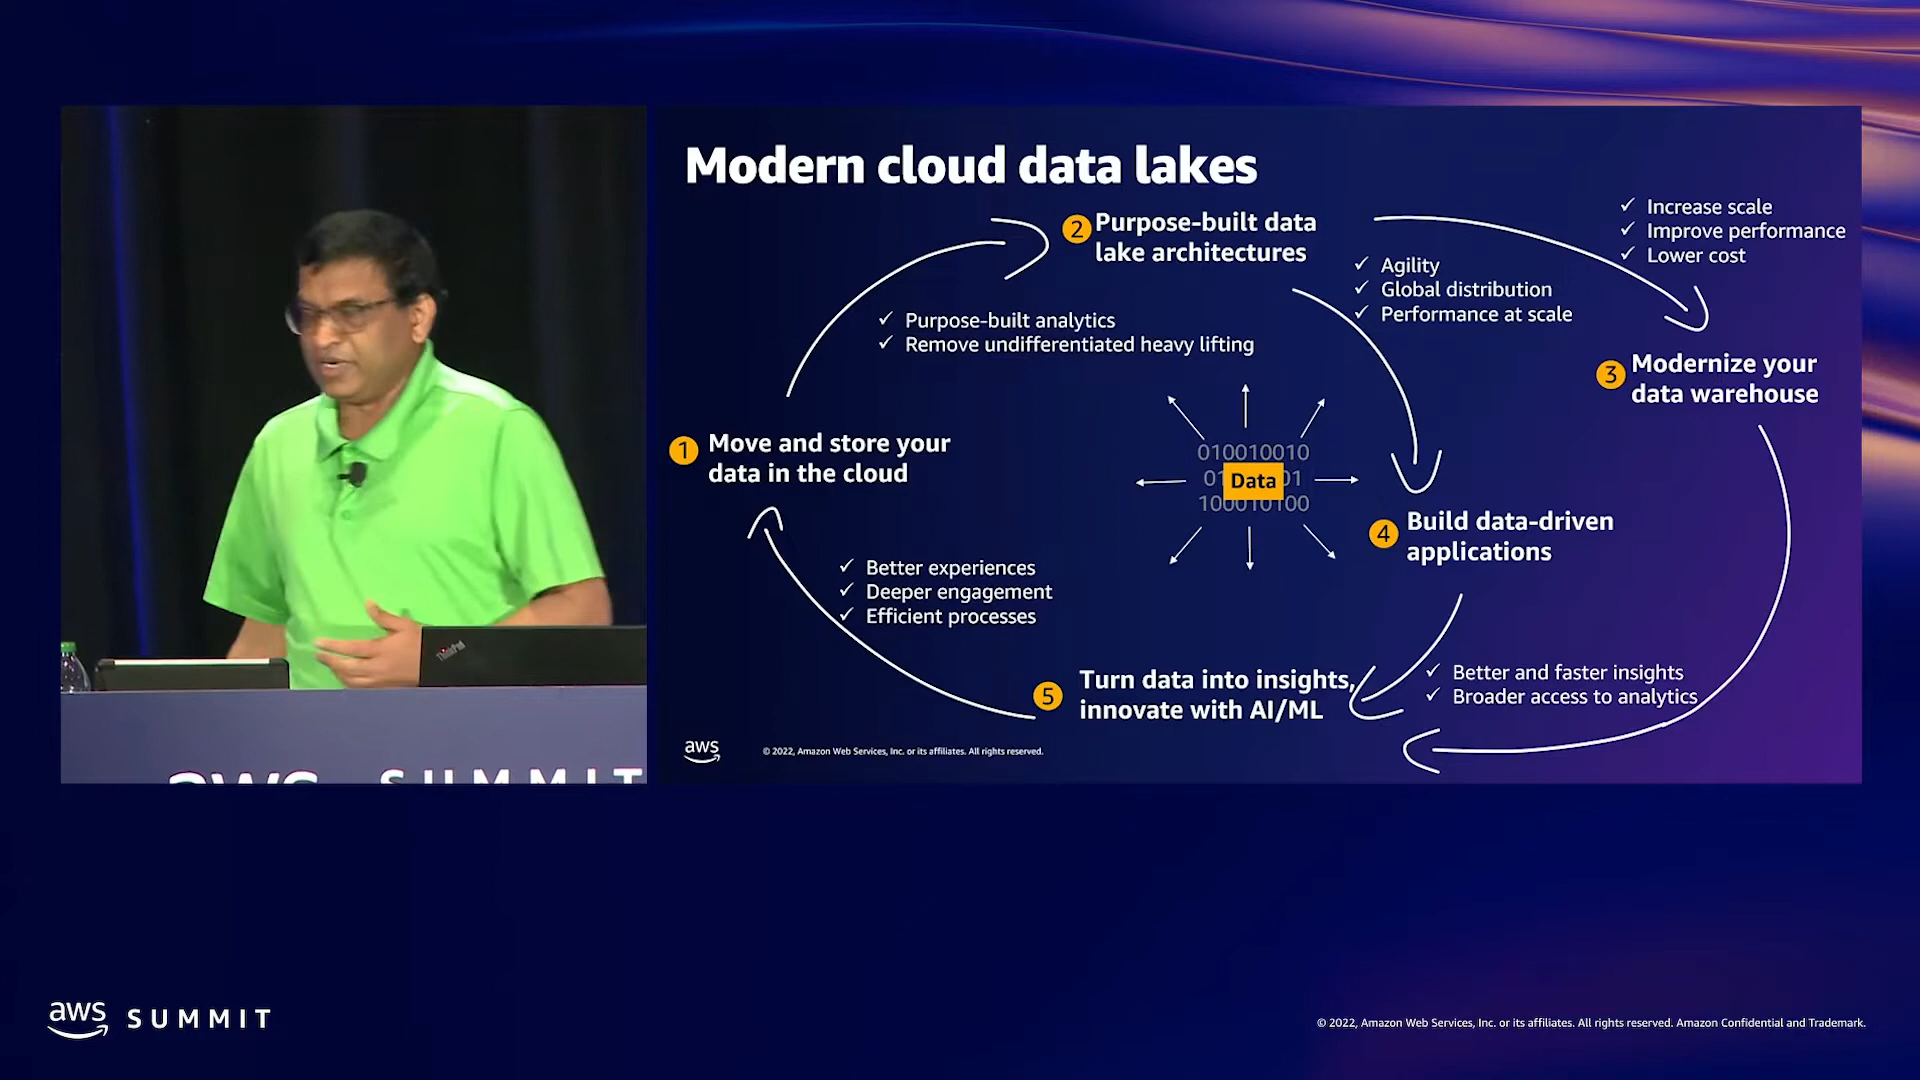 Modern cloud data lakes
2 Purpose-built data
lake architectures
✓ Increase scale
✓ Improve performance
✓ Lower cost
✓ Agility
✓ Global distribution
✓ Performance at scale
✓ Purpose-built analytics
✓ Remove undifferentiated heavy lifting
3 Modernize your
data warehouse
1 Move and store your
data in the cloud
010010010
01 Data 01
100010100
4 Build data-driven
applications
✓ Better experiences
✓ Deeper engagement
✓ Efficient processes
5 Turn data into insights,
innovate with AI/ML
✓ Better and faster insights
✓ Broader access to analytics
aws
© 2022, Amazon Web Services, Inc. or its affiliates. All rights reserved.
ThinkPad
aws SUMMIT
aws SUMMIT
© 2022, Amazon Web Services, Inc. or its affiliates. All rights reserved. Amazon Confidential and Trademark.